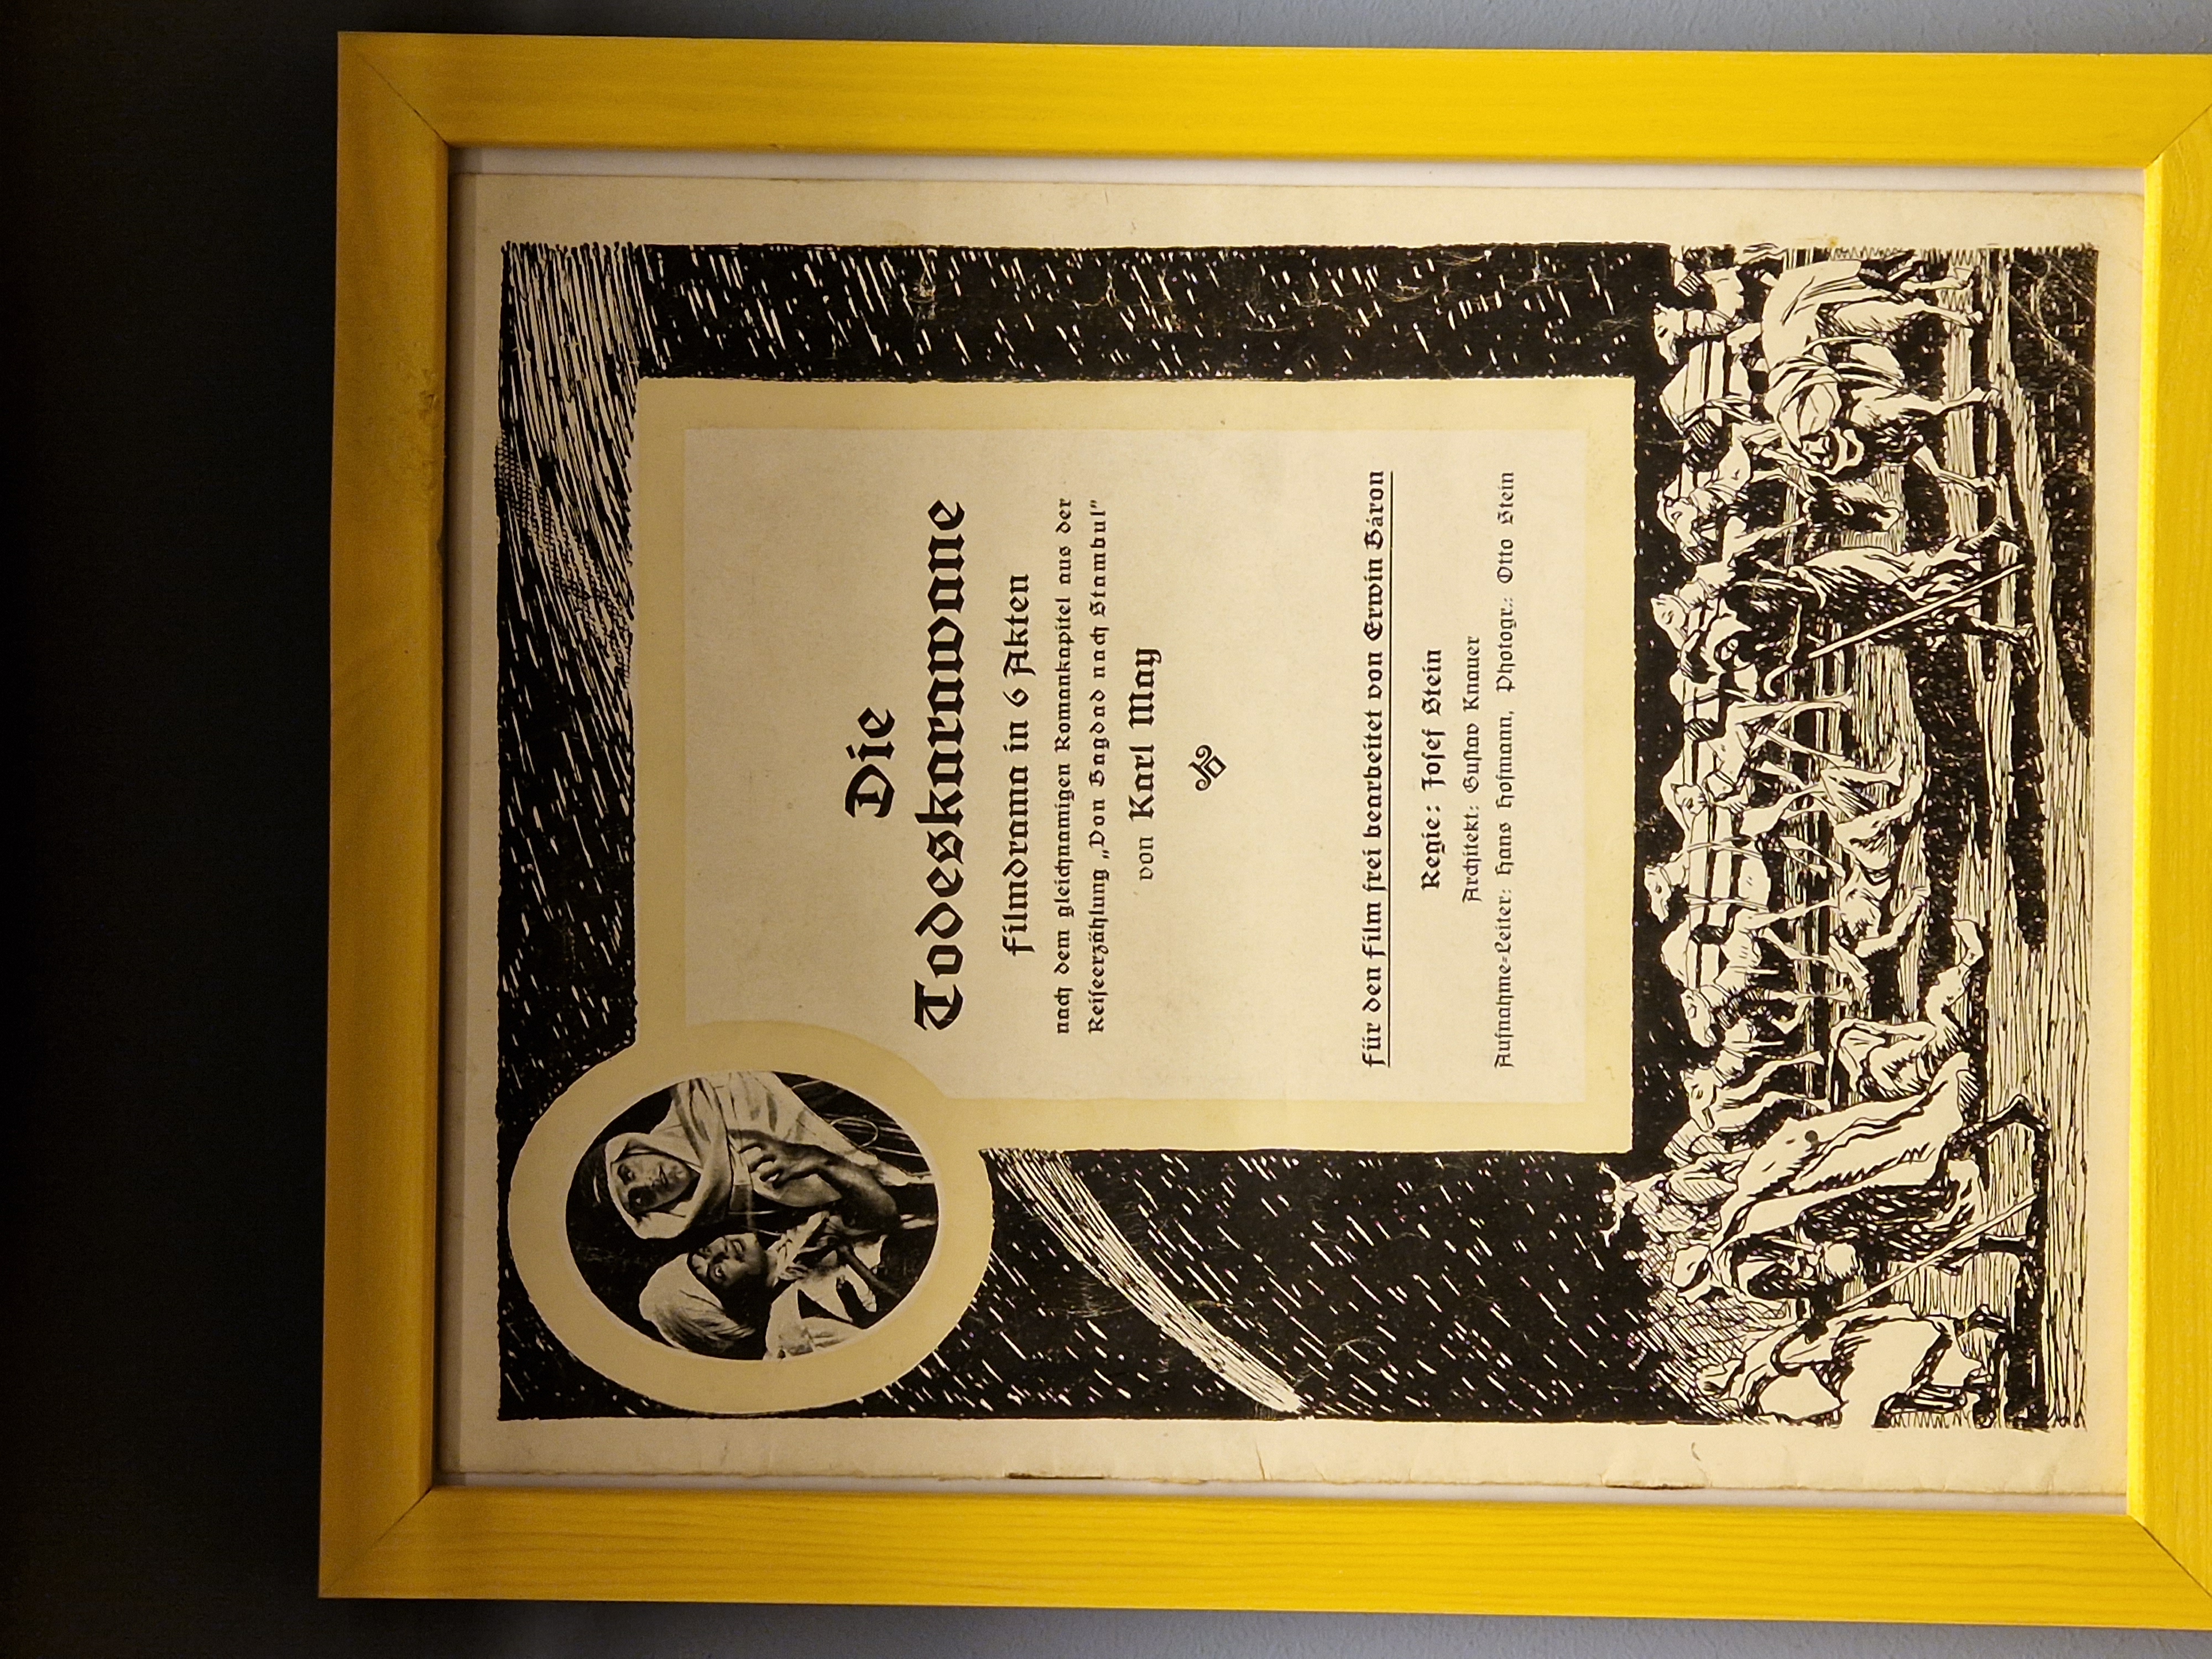 Die
Todeskarawane
Filmdrama in 6 Akten
nach dem gleichnamigen Romankapitel aus der
Reiseerzählung „Von Bagdad nach Stambul“
von Karl May
Für den Film frei bearbeitet von Erwin Báron
Regie: Josef Stein
Architekt: Gustav Knauer
Aufnahme-Leiter: Hans Hofmann, Photogr.: Otto Stein